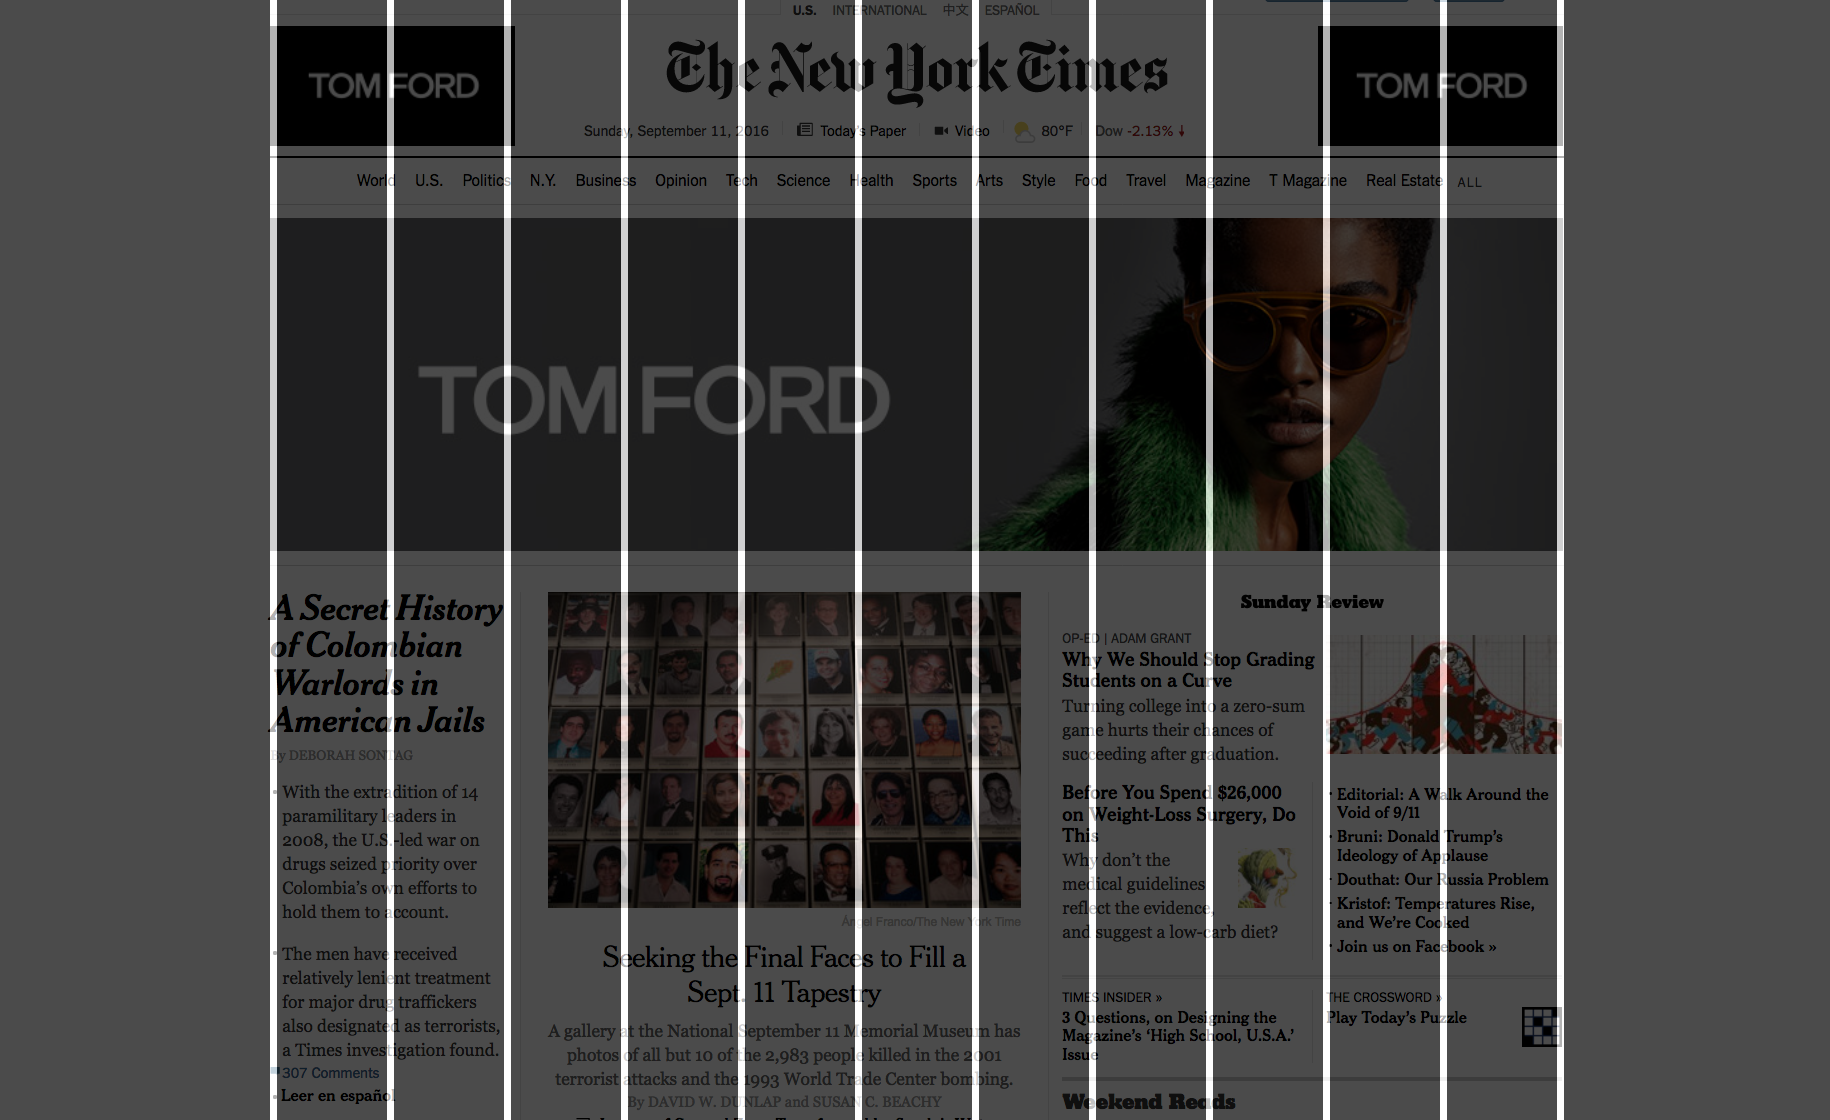 U.S. INTERNATIONAL 中文 ESPAÑOL
TOM FORD
The New York Times
TOM FORD
Sunday, September 11, 2016 Today's Paper Video 80°F Dow -2.13%
World U.S. Politics N.Y. Business Opinion Tech Science Health Sports Arts Style Food Travel Magazine T Magazine Real Estate ALL
TOM FORD
A Secret History
of Colombian
Warlords in
American Jails
By DEBORAH SONTAG
With the extradition of 14
paramilitary leaders in
2008, the U.S.-led war on
drugs seized priority over
Colombia's own efforts to
hold them to account.
The men have received
relatively lenient treatment
for major drug traffickers
also designated as terrorists,
a Times investigation found.
307 Comments
Leer en español
Ángel Franco/The New York Time
Seeking the Final Faces to Fill a
Sept. 11 Tapestry
A gallery at the National September 11 Memorial Museum has
photos of all but 10 of the 2,983 people killed in the 2001
terrorist attacks and the 1993 World Trade Center bombing.
By DAVID W. DUNLAP and SUSAN C. BEACHY
Sunday Review
OP-ED | ADAM GRANT
Why We Should Stop Grading
Students on a Curve
Turning college into a zero-sum
game hurts their chances of
succeeding after graduation.
Before You Spend $26,000
on Weight-Loss Surgery, Do
This
Why don't the
medical guidelines
reflect the evidence,
and suggest a low-carb diet?
Editorial: A Walk Around the
Void of 9/11
Bruni: Donald Trump's
Ideology of Applause
Douthat: Our Russia Problem
Kristof: Temperatures Rise,
and We're Cooked
Join us on Facebook »
TIMES INSIDER »
3 Questions, on Designing the
Magazine's 'High School, U.S.A.'
Issue
THE CROSSWORD »
Play Today's Puzzle
Weekend Reads